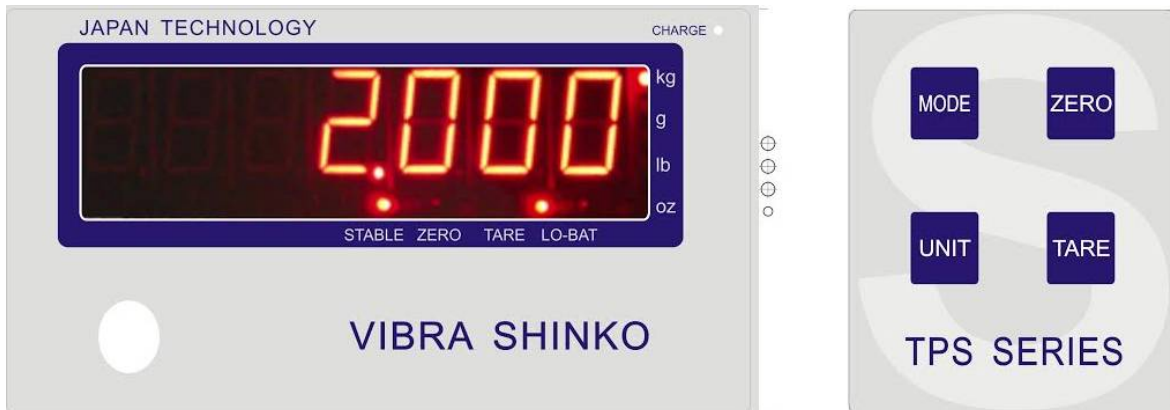 JAPAN TECHNOLOGY
CHARGE
2.000
kg
g
lb
oz
STABLE ZERO TARE LO-BAT
VIBRA SHINKO
MODE ZERO
UNIT TARE
S
TPS SERIES